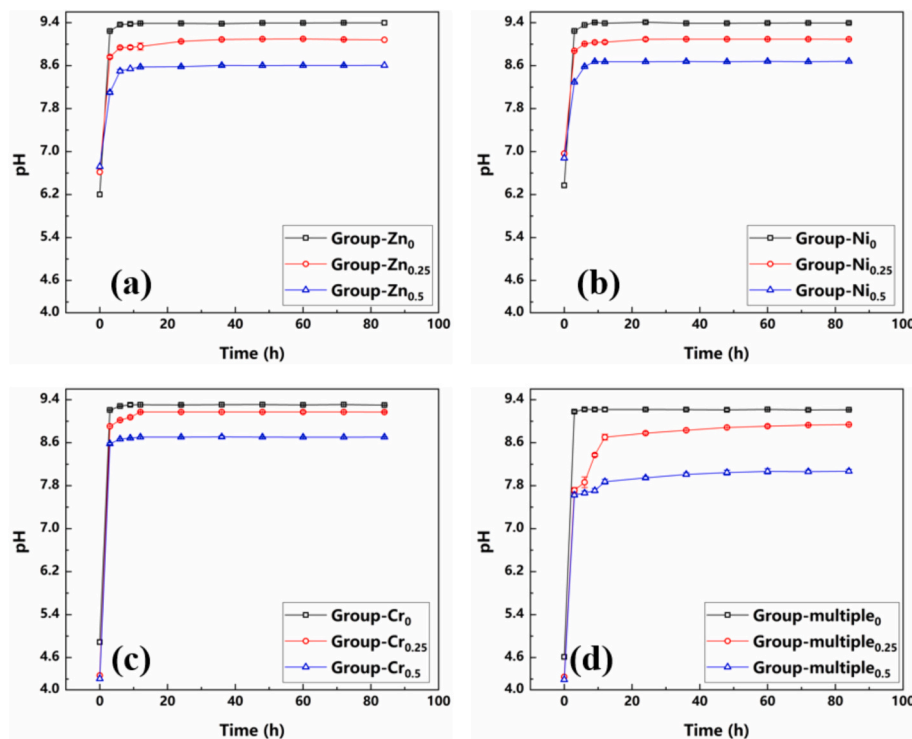 9.4
8.6
7.8
7.0
6.2
5.4
4.6
4.0
pH
Group-Zn0
Group-Zn0.25
Group-Zn0.5
(a)
0 20 40 60 80 100
Time (h)
9.4
8.6
7.8
7.0
6.2
5.4
4.6
4.0
pH
Group-Ni0
Group-Ni0.25
Group-Ni0.5
(b)
0 20 40 60 80 100
Time (h)
9.4
8.6
7.8
7.0
6.2
5.4
4.6
4.0
pH
Group-Cr0
Group-Cr0.25
Group-Cr0.5
(c)
0 20 40 60 80 100
Time (h)
9.4
8.6
7.8
7.0
6.2
5.4
4.6
4.0
pH
Group-multiple0
Group-multiple0.25
Group-multiple0.5
(d)
0 20 40 60 80 100
Time (h)